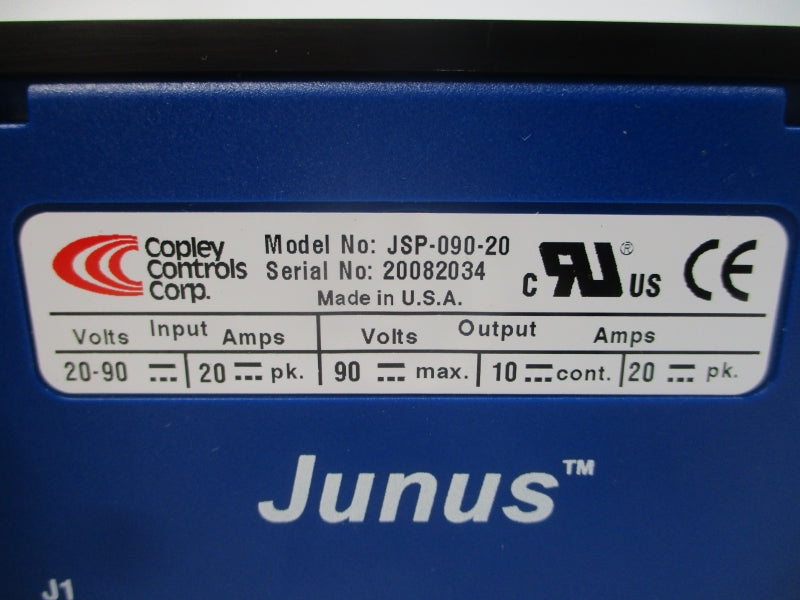 Copley
Controls
Corp.
Model No: JSP-090-20
Serial No: 20082034
Made in U.S.A.
C RU® US CE
Input Output
Volts Amps Volts Amps
20-90 ⎓ 20 ⎓ pk. 90 ⎓ max. 10 ⎓ cont. 20 ⎓ pk.
Junus™
J1